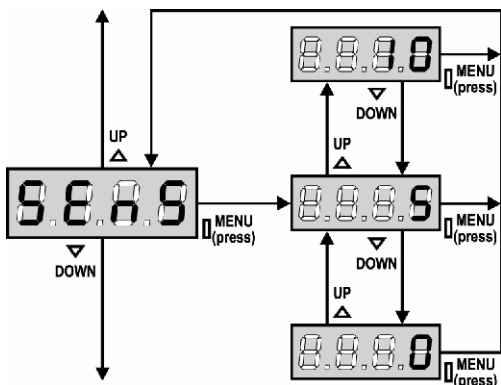 10
MENU
(press)
DOWN
UP
UP
SEnS
5
MENU
(press)
MENU
(press)
DOWN
DOWN
UP
0
MENU
(press)